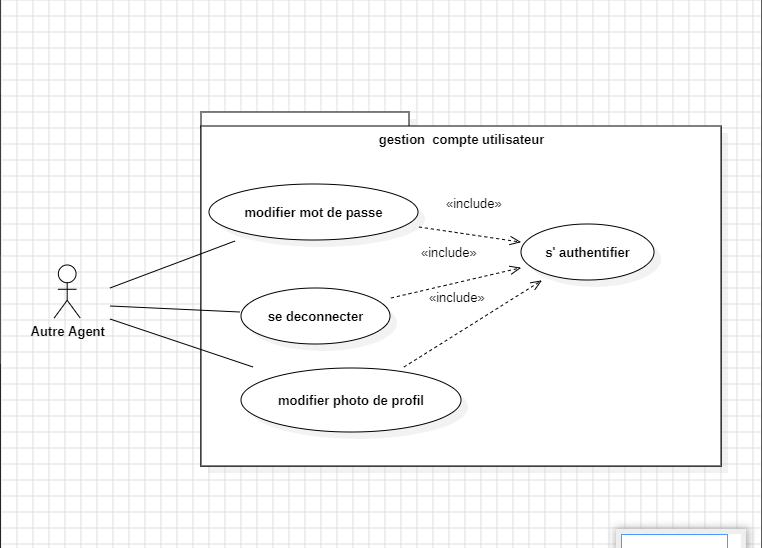 gestion  compte utilisateur
modifier mot de passe
«include»
s' authentifier
«include»
«include»
se deconnecter
Autre Agent
modifier photo de profil